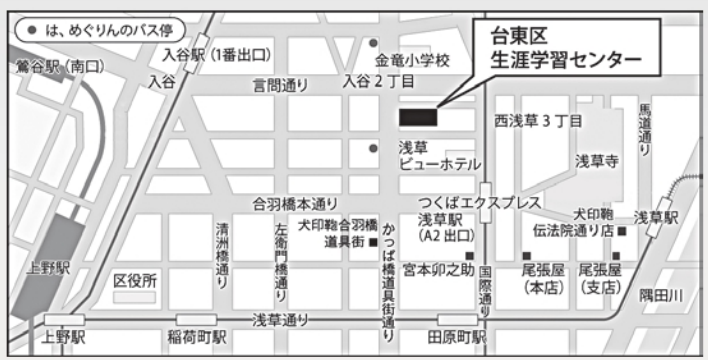 ● は、めぐりんのバス停
台東区
生涯学習センター
入谷駅(1番出口)
金竜小学校
鶯谷駅(南口)
入谷
入谷2丁目
言問通り
西浅草3丁目
馬道通り
浅草
ビューホテル
浅草寺
合羽橋本通り
つくばエクスプレス
浅草駅
(A2出口)
犬印鞄合羽橋
道具街
犬印鞄
伝法院通り店
浅草駅
清洲橋通り
左衛門橋通り
かっぱ橋道具街通り
国際通り
上野駅
区役所
宮本卯之助
尾張屋
(本店)
尾張屋
(支店)
隅田川
浅草通り
上野駅
稲荷町駅
田原町駅